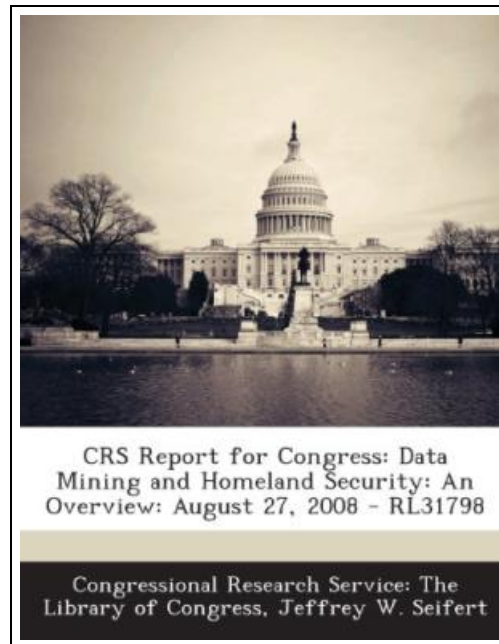 CRS Report for Congress: Data
Mining and Homeland Security: An
Overview: August 27, 2008 - RL31798
Congressional Research Service: The
Library of Congress, Jeffrey W. Seifert